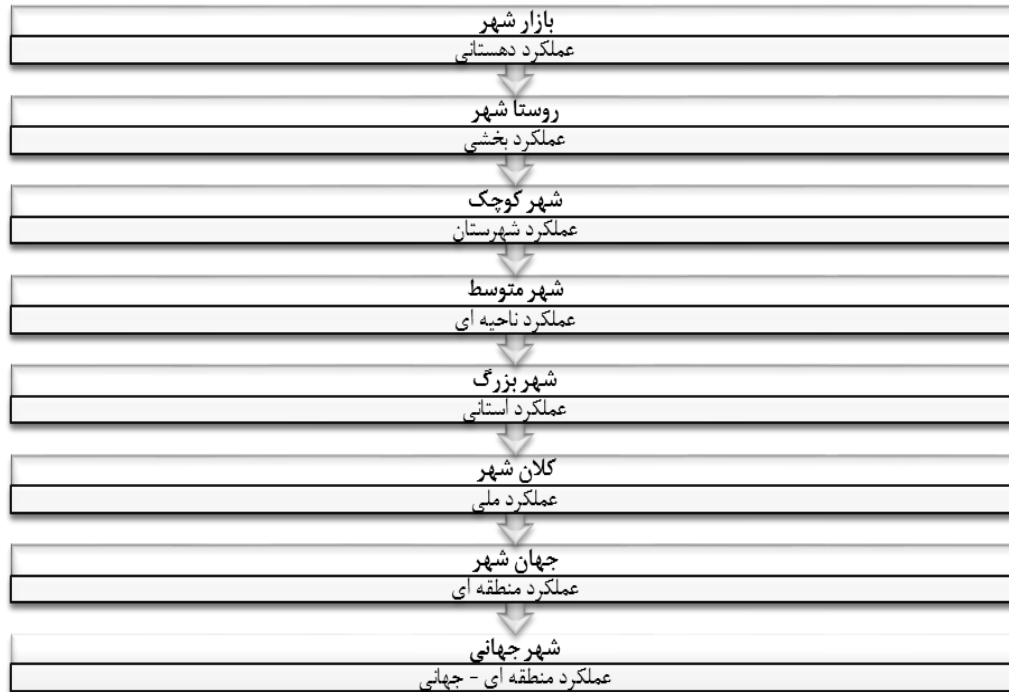 بازار شهر
عملکرد دهستانی
روستا شهر
عملکرد بخشی
شهر کوچک
عملکرد شهرستان
شهر متوسط
عملکرد ناحیه ای
شهر بزرگ
عملکرد استانی
کلان شهر
عملکرد ملی
جهان شهر
عملکرد منطقه ای
شهر جهانی
عملکرد منطقه ای - جهانی